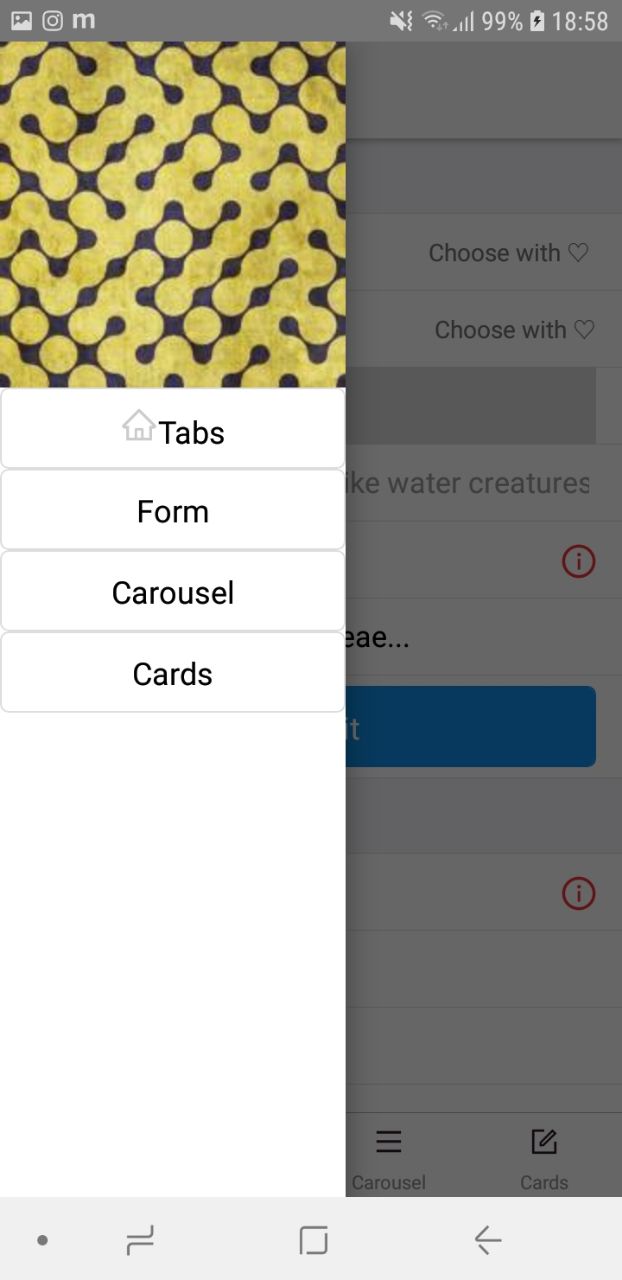 m 99% 18:58
Choose with ♡
Choose with ♡
Tabs
ike water creatures
Form
Carousel
eae...
Cards
it
Carousel Cards